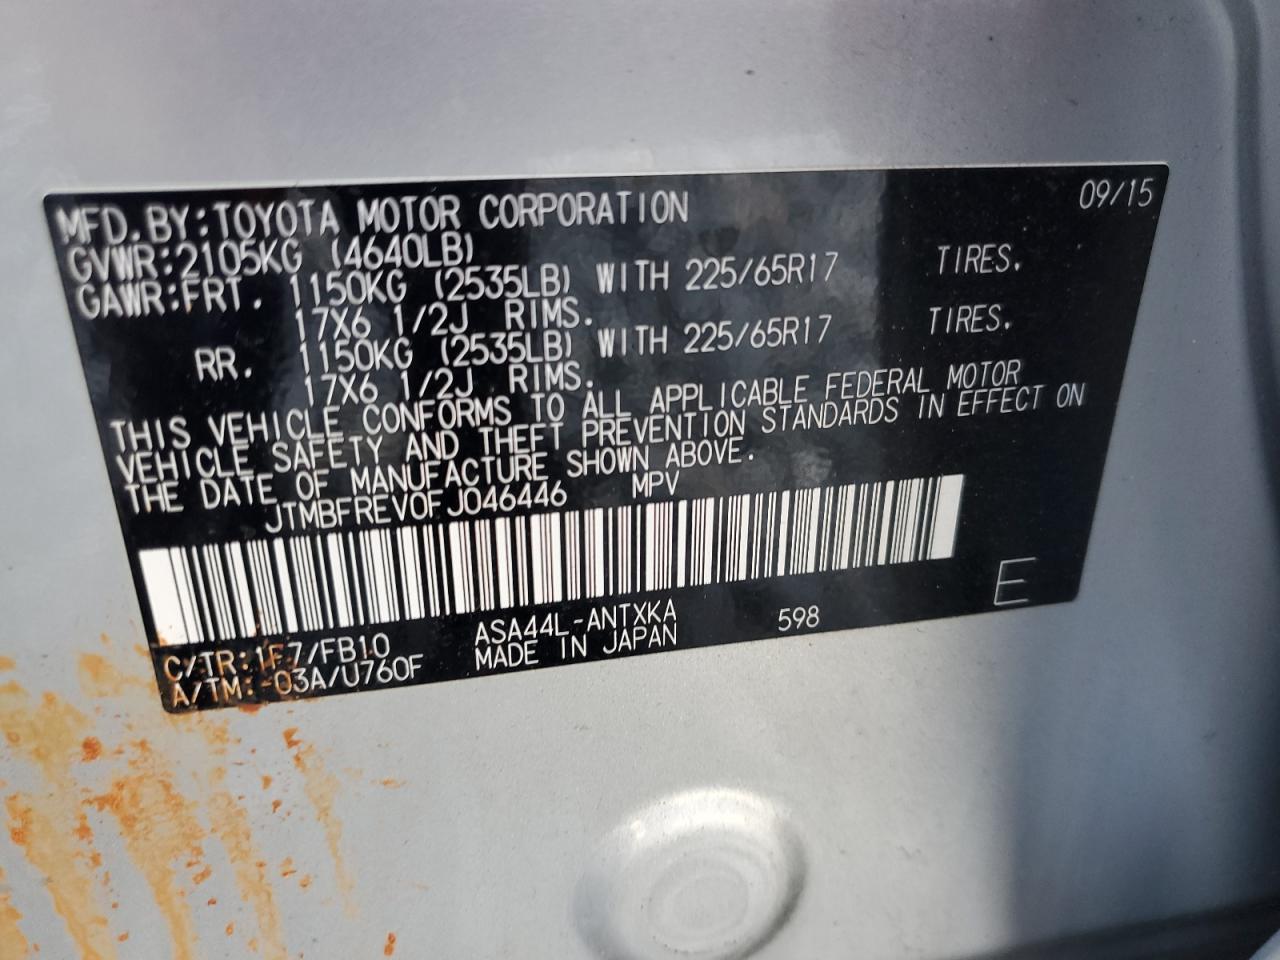 09/15
MFD.BY:TOYOTA MOTOR CORPORATION
GVWR:2105KG (4640LB)
GAWR:FRT. 1150KG (2535LB) WITH 225/65R17 TIRES.
17X6 1/2J RIMS.
RR. 1150KG (2535LB) WITH 225/65R17 TIRES.
17X6 1/2J RIMS.
THIS VEHICLE CONFORMS TO ALL APPLICABLE FEDERAL MOTOR
VEHICLE SAFETY AND THEFT PREVENTION STANDARDS IN EFFECT ON
THE DATE OF MANUFACTURE SHOWN ABOVE.
JTMBFREV0FJ046446 MPV
C/TR:1F7/FB10 ASA44L-ANTXKA 598 E
A/TM:-03A/U760F MADE IN JAPAN